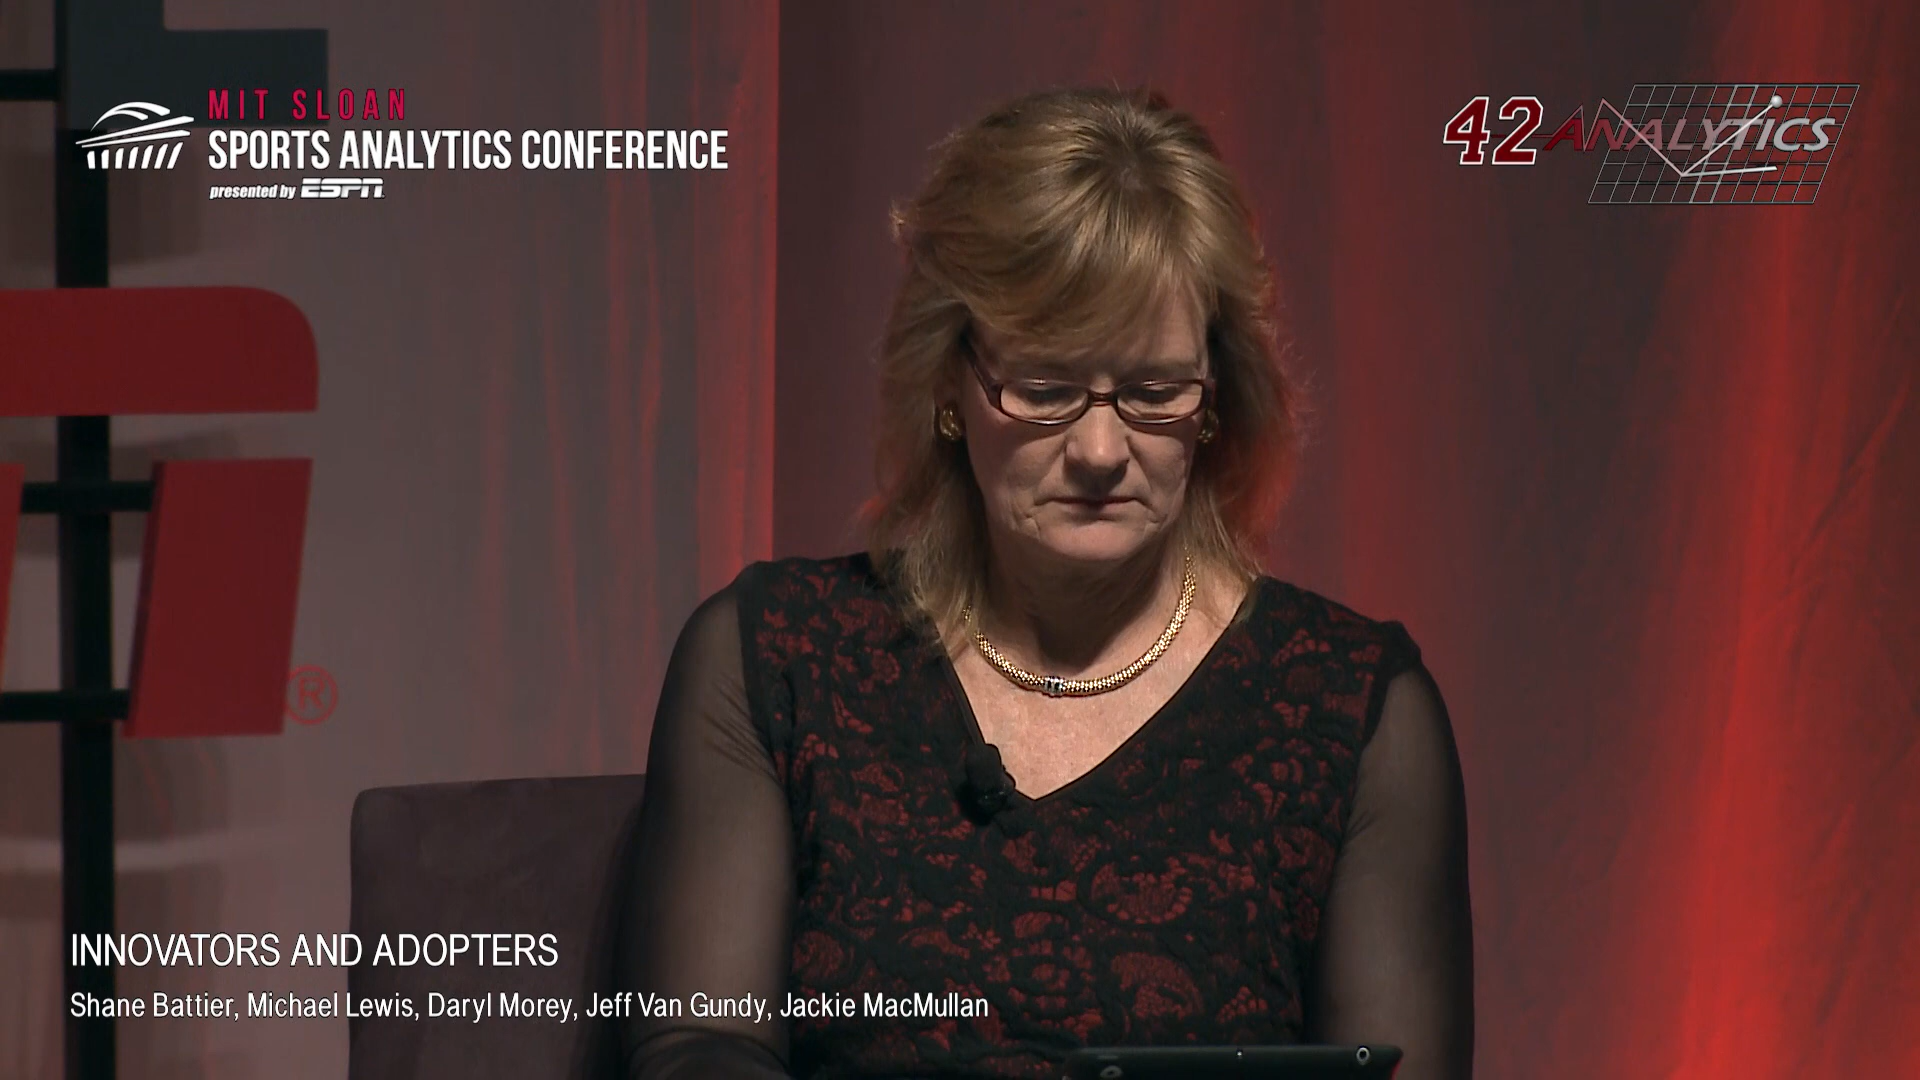 MIT SLOAN
SPORTS ANALYTICS CONFERENCE
presented by ESPN
42 ANALYTICS
®
INNOVATORS AND ADOPTERS
Shane Battier, Michael Lewis, Daryl Morey, Jeff Van Gundy, Jackie MacMullan